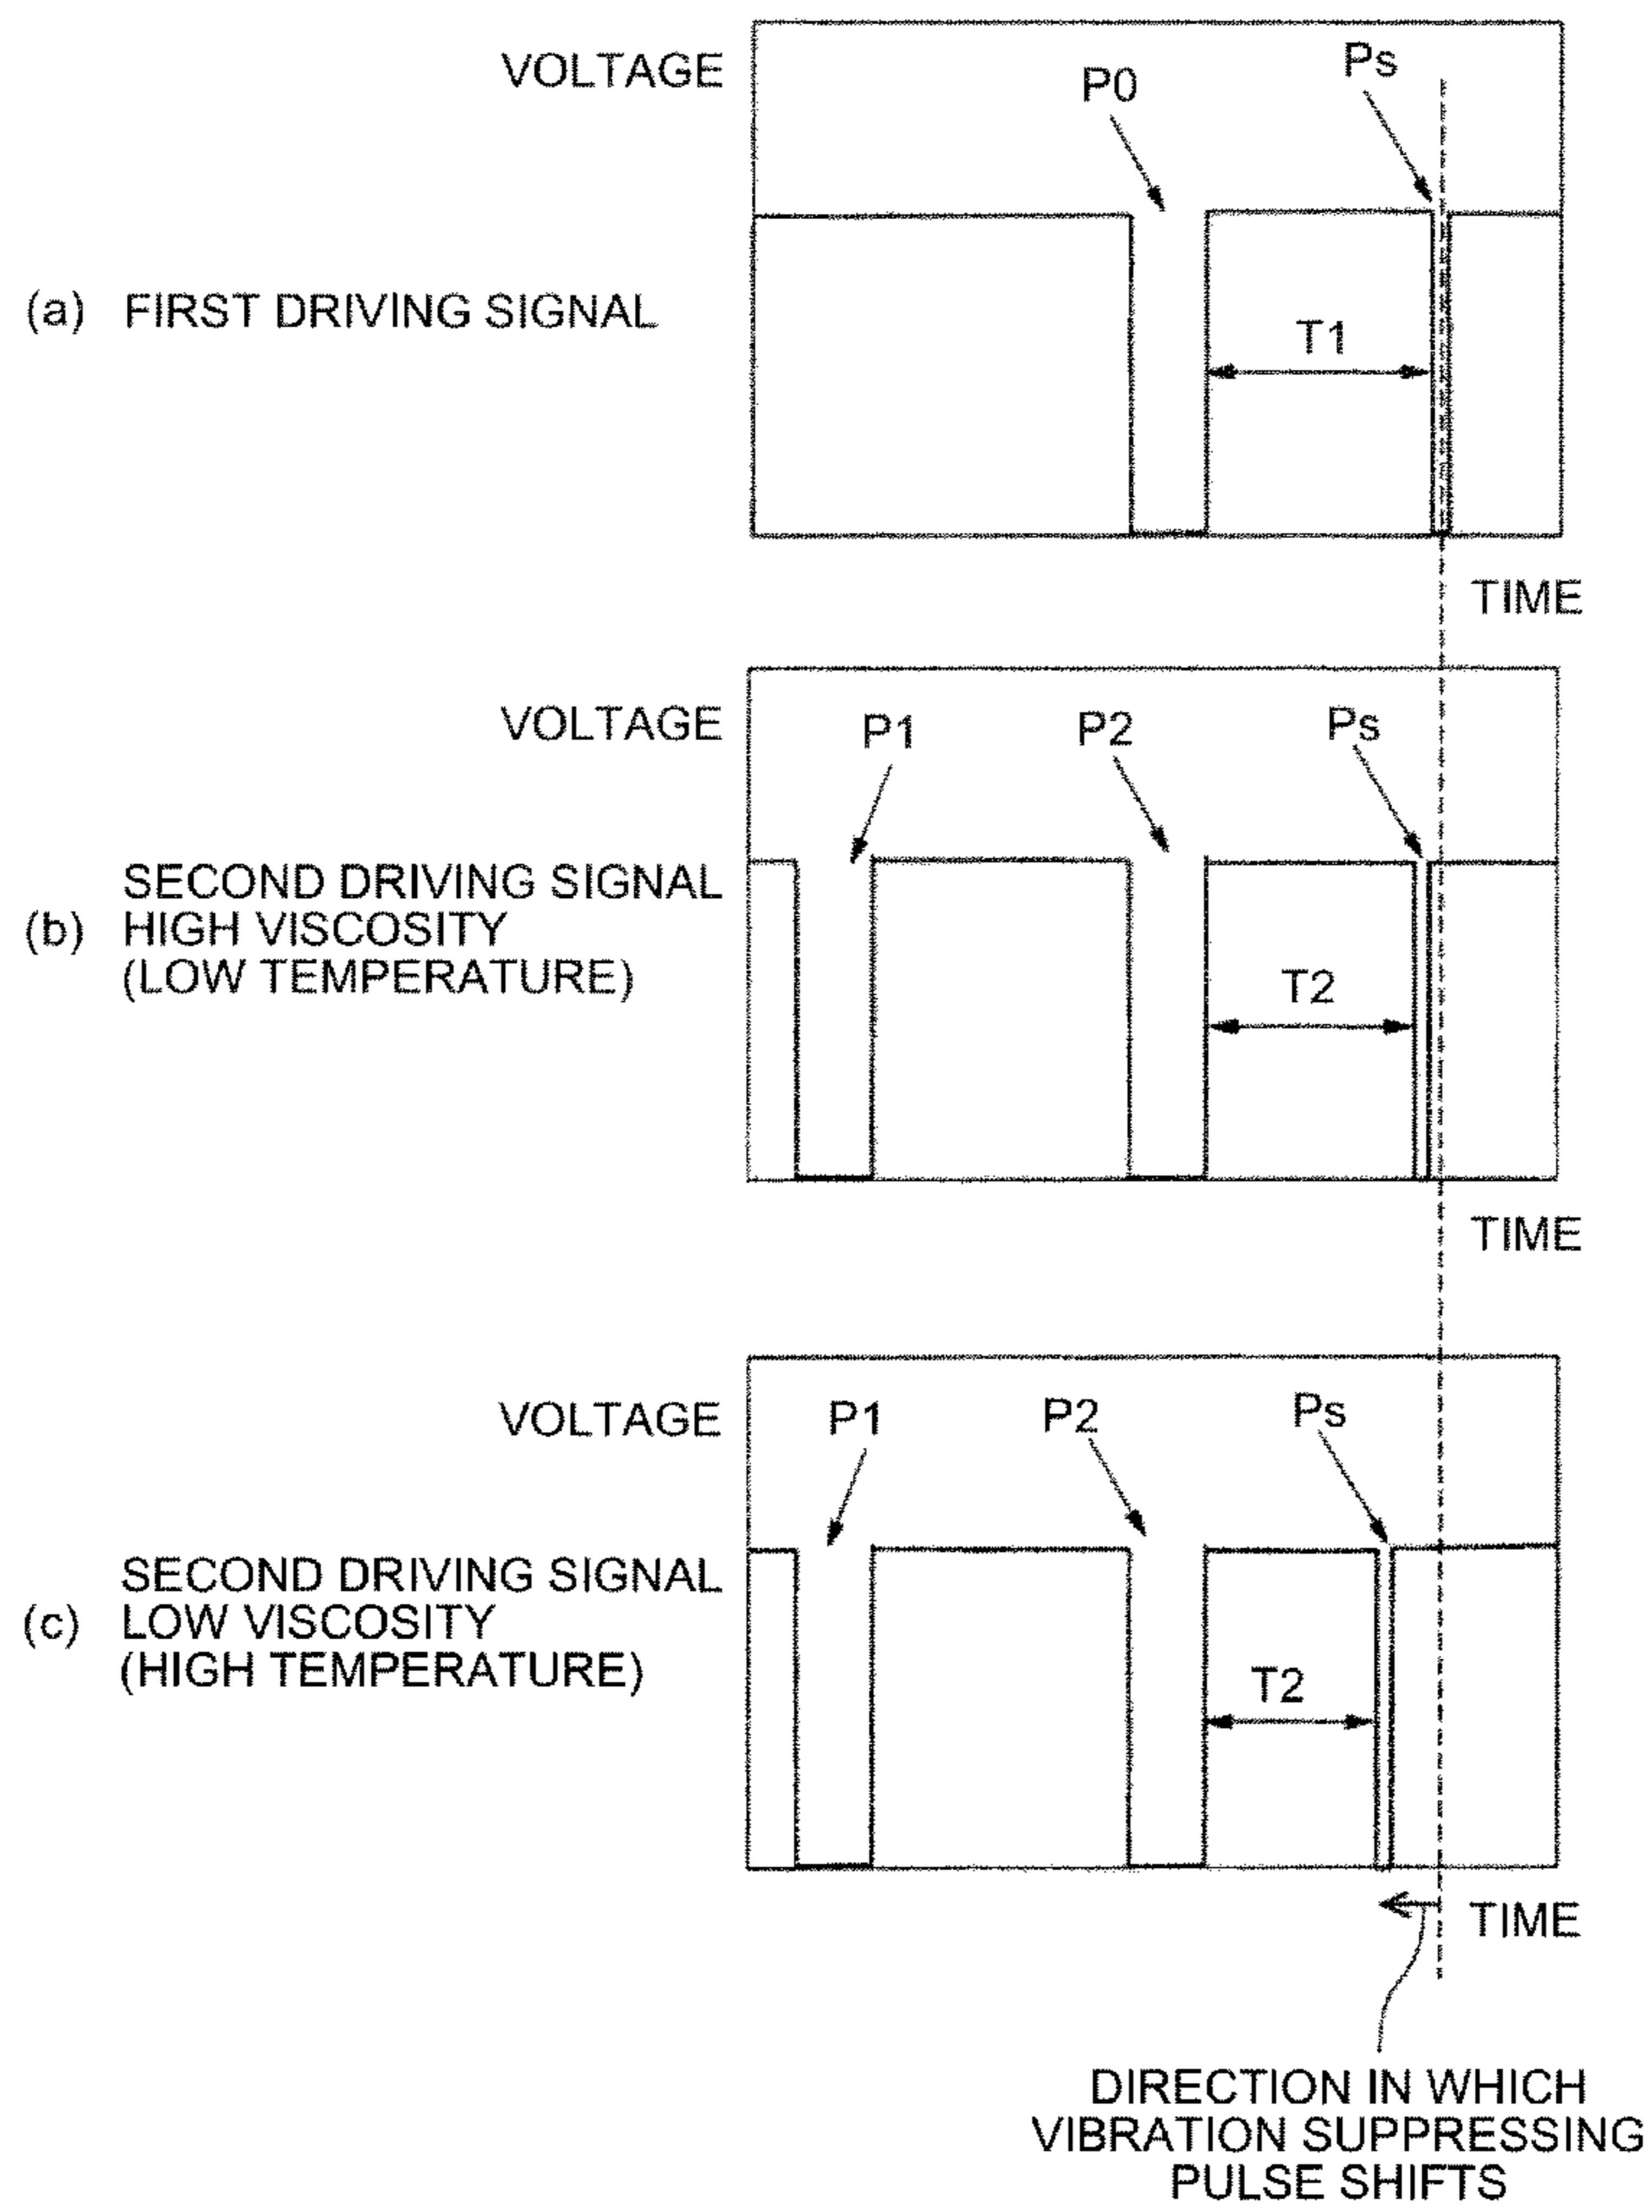 VOLTAGE
P0
Ps
(a) FIRST DRIVING SIGNAL
T1
TIME
VOLTAGE
P1
P2
Ps
SECOND DRIVING SIGNAL
(b) HIGH VISCOSITY
(LOW TEMPERATURE)
T2
TIME
VOLTAGE
P1
P2
Ps
SECOND DRIVING SIGNAL
(c) LOW VISCOSITY
(HIGH TEMPERATURE)
T2
TIME
DIRECTION IN WHICH
VIBRATION SUPPRESSING
PULSE SHIFTS